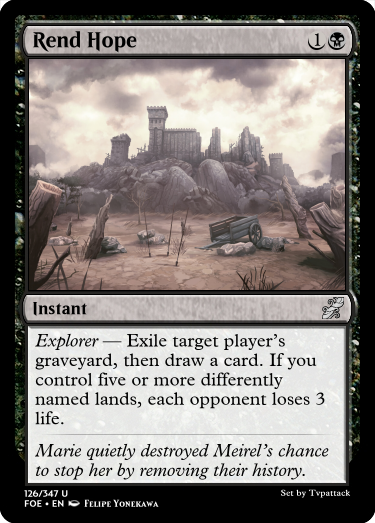 Rend Hope 1
Instant
Explorer — Exile target player's
graveyard, then draw a card. If you
control five or more differently
named lands, each opponent loses 3
life.
Marie quietly destroyed Meirel's chance
to stop her by removing their history.
126/347 U
Set by Tvpattack
FOE • EN Felipe Yonekawa